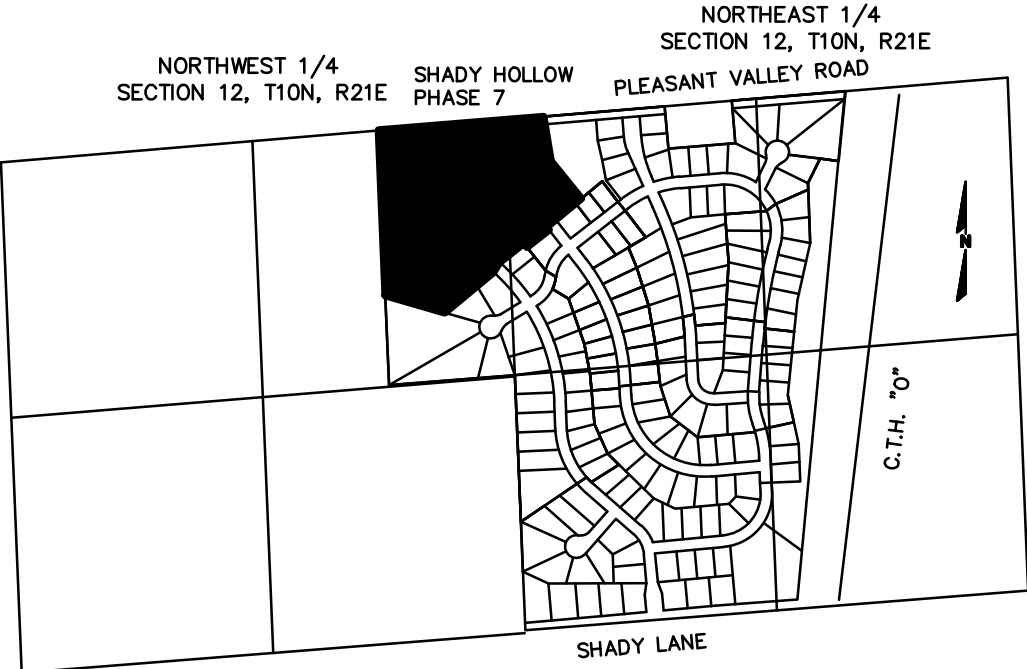 NORTHEAST 1/4
SECTION 12, T10N, R21E
NORTHWEST 1/4
SECTION 12, T10N, R21E
SHADY HOLLOW
PHASE 7
PLEASANT VALLEY ROAD
N
C.T.H. "O"
SHADY LANE